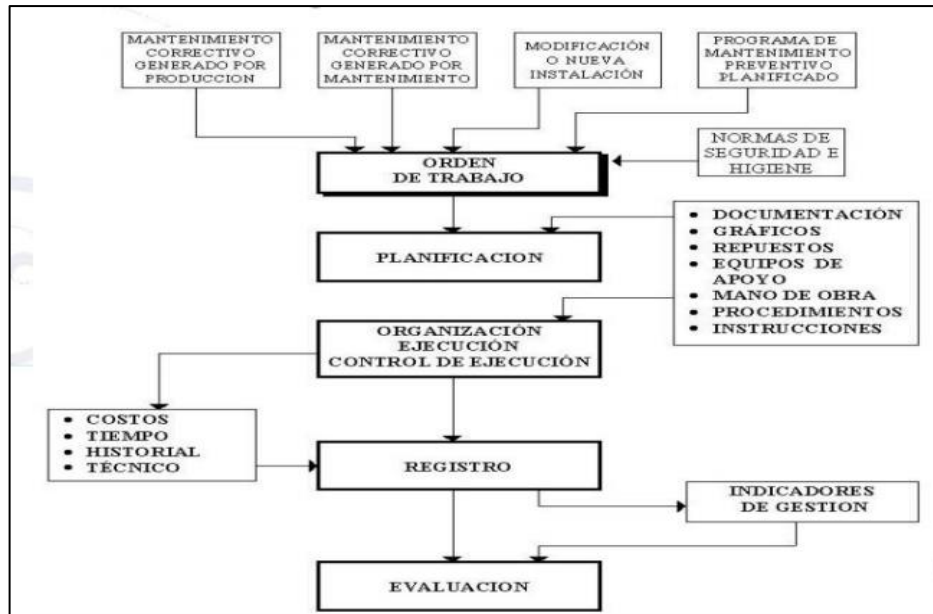 MANTENIMIENTO
CORRECTIVO
GENERADO POR
PRODUCCION
MANTENIMIENTO
CORRECTIVO
GENERADO POR
MANTENIMIENTO
MODIFICACIÓN
O NUEVA
INSTALACIÓN
PROGRAMA DE
MANTENIMIENTO
PREVENTIVO
PLANIFICADO
NORMAS DE
SEGURIDAD E
HIGIENE
ORDEN
DE TRABAJO
• DOCUMENTACIÓN
• GRÁFICOS
• REPUESTOS
• EQUIPOS DE
APOYO
• MANO DE OBRA
• PROCEDIMIENTOS
• INSTRUCCIONES
PLANIFICACION
ORGANIZACIÓN
EJECUCIÓN
CONTROL DE EJECUCIÓN
• COSTOS
• TIEMPO
• HISTORIAL
• TÉCNICO
REGISTRO
INDICADORES
DE GESTION
EVALUACION